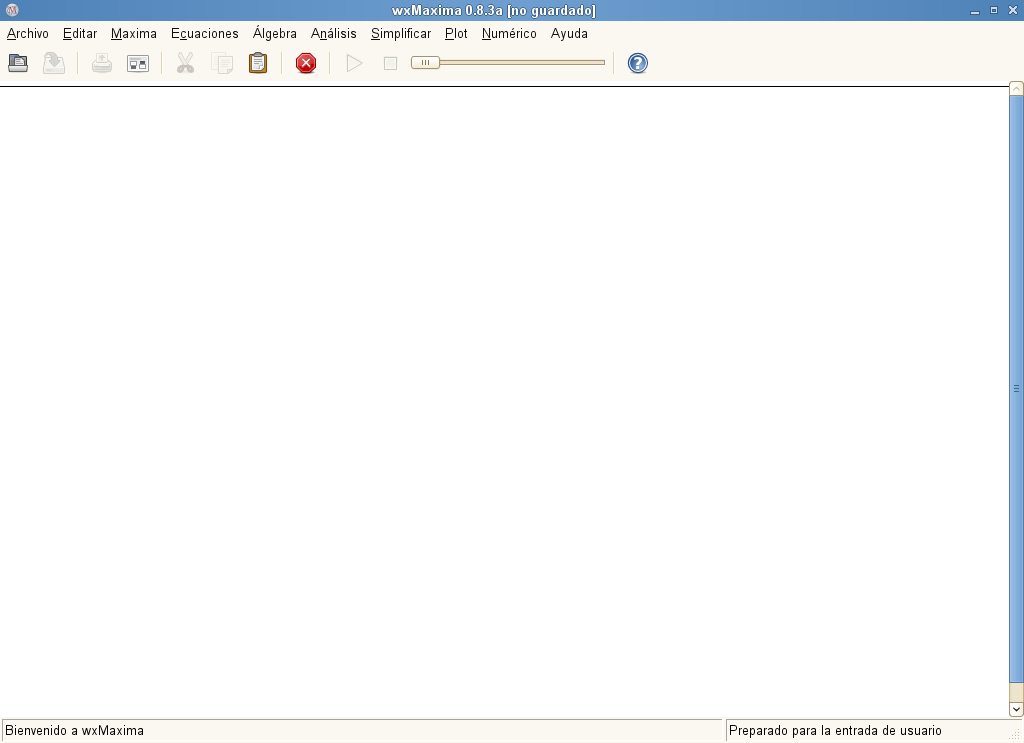 wxMaxima 0.8.3a [no guardado]
Archivo Editar Maxima Ecuaciones Álgebra Análisis Simplificar Plot Numérico Ayuda
Bienvenido a wxMaxima
Preparado para la entrada de usuario